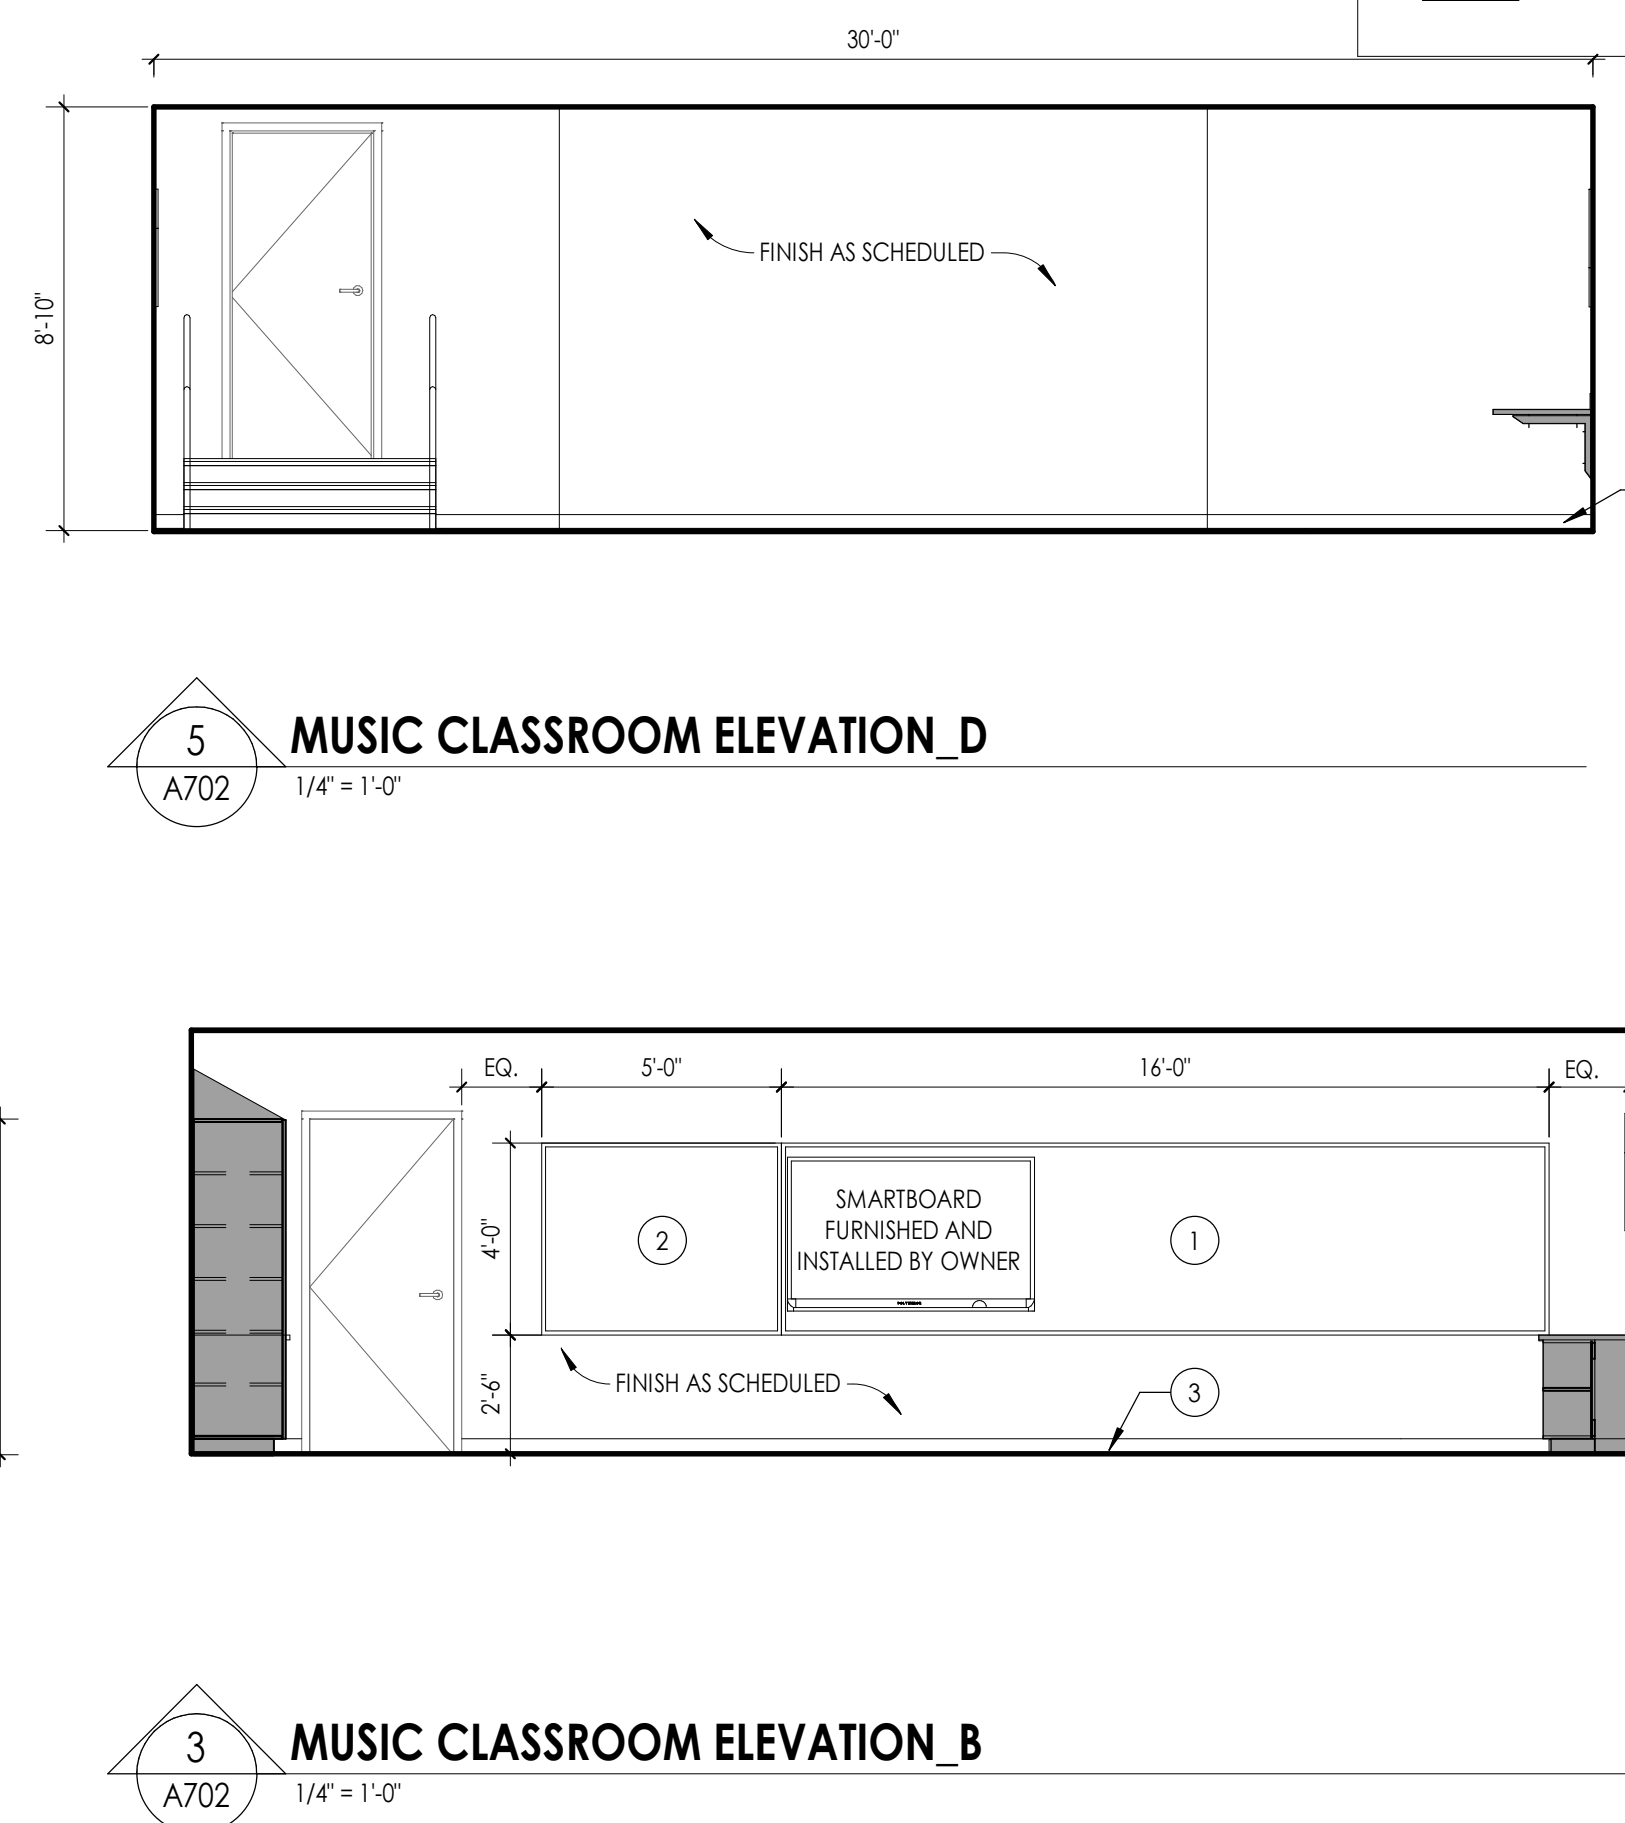 30'-0"
8'-10"
FINISH AS SCHEDULED
5
A702
MUSIC CLASSROOM ELEVATION_D
1/4" = 1'-0"
EQ.
5'-0"
16'-0"
EQ.
4'-0"
2'-6"
2
SMARTBOARD
FURNISHED AND
INSTALLED BY OWNER
1
FINISH AS SCHEDULED
3
3
A702
MUSIC CLASSROOM ELEVATION_B
1/4" = 1'-0"